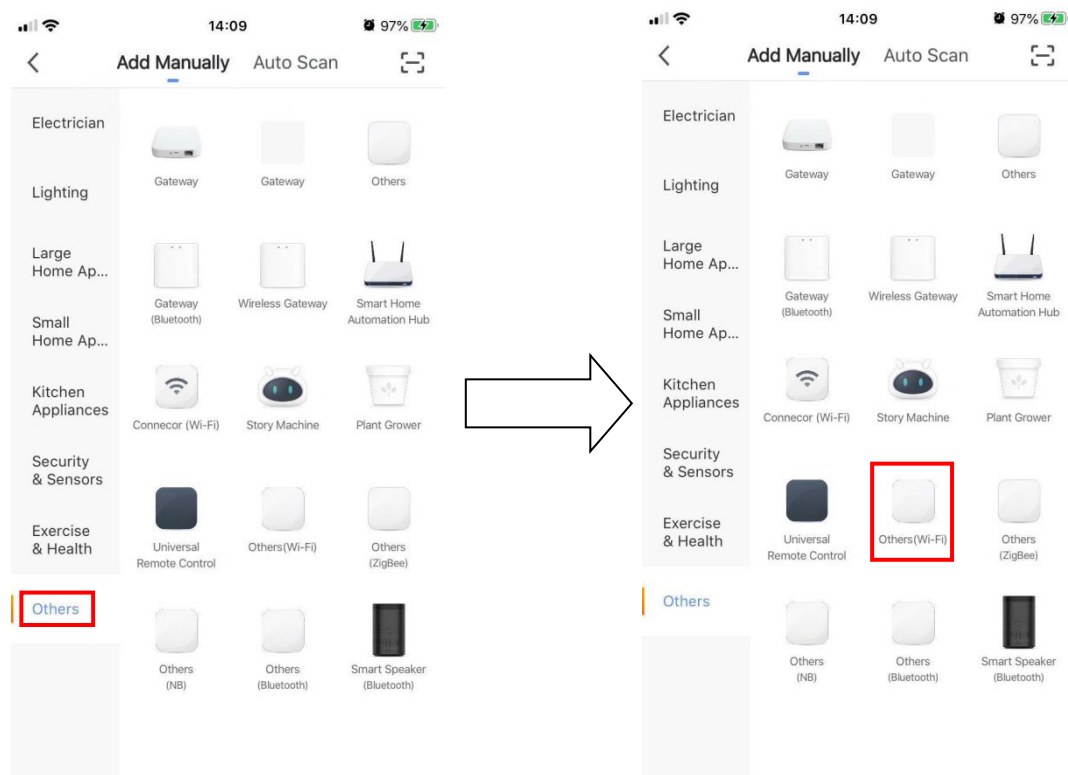 14:09
97%
Add Manually Auto Scan
Electrician
Lighting
Large
Home Ap...
Small
Home Ap...
Kitchen
Appliances
Security
& Sensors
Exercise
& Health
Others
Gateway
Gateway
Others
Gateway
(Bluetooth)
Wireless Gateway
Smart Home
Automation Hub
Connecor (Wi-Fi)
Story Machine
Plant Grower
Universal
Remote Control
Others(Wi-Fi)
Others
(ZigBee)
Others
(NB)
Others
(Bluetooth)
Smart Speaker
(Bluetooth)
14:09
97%
Add Manually Auto Scan
Electrician
Lighting
Large
Home Ap...
Small
Home Ap...
Kitchen
Appliances
Security
& Sensors
Exercise
& Health
Others
Gateway
Gateway
Others
Gateway
(Bluetooth)
Wireless Gateway
Smart Home
Automation Hub
Connecor (Wi-Fi)
Story Machine
Plant Grower
Universal
Remote Control
Others(Wi-Fi)
Others
(ZigBee)
Others
(NB)
Others
(Bluetooth)
Smart Speaker
(Bluetooth)